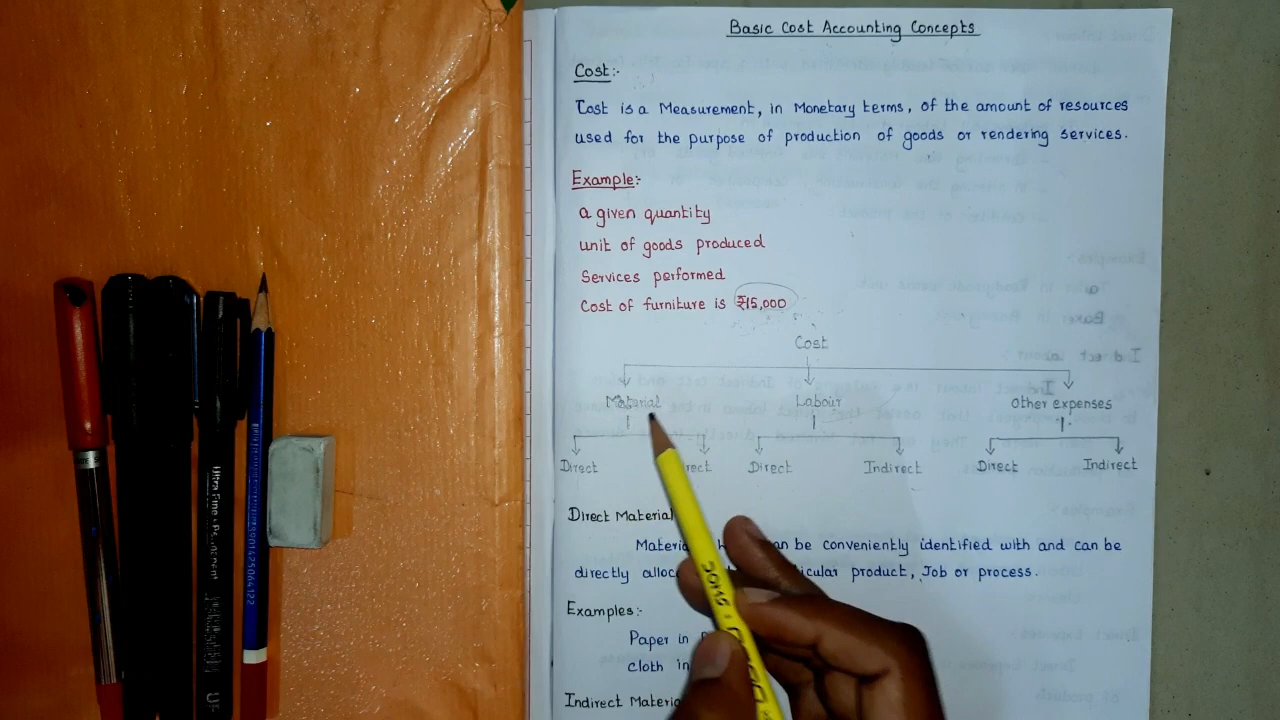 Basic Cost Accounting Concepts
Cost:-
Cost is a Measurement, in Monetary terms, of the amount of resources
used for the purpose of production of goods or rendering services.
Example:-
a given quantity
unit of goods produced
Services performed
Cost of furniture is ₹15,000
Cost
Material Labour Other expenses
Direct Direct Indirect Direct Indirect
Direct Material
be conveniently identified with and can be
directly product, Job or process.
Examples:-
Paper in
cloth in
Indirect